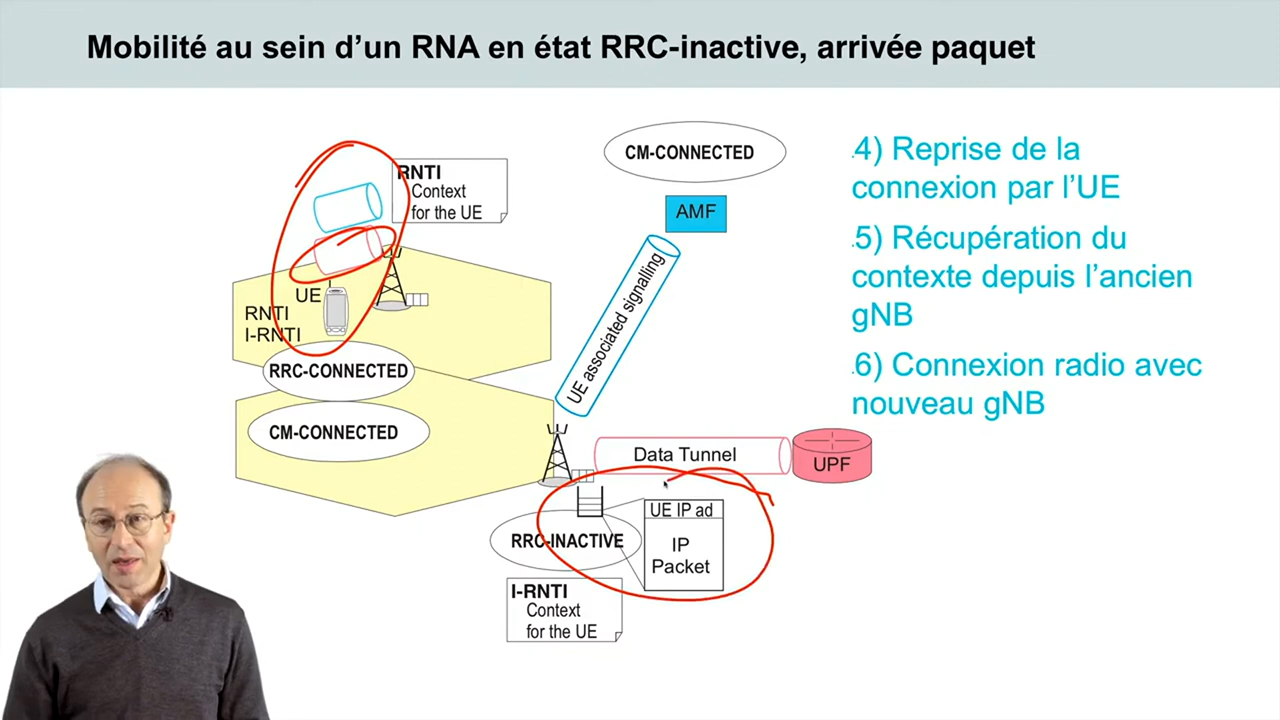 Mobilité au sein d’un RNA en état RRC-inactive, arrivée paquet
RNTI
Context
for the UE
CM-CONNECTED
AMF
UE associated signalling
UE
RNTI
I-RNTI
RRC-CONNECTED
CM-CONNECTED
Data Tunnel
UPF
UE IP ad
IP
Packet
RRC-INACTIVE
I-RNTI
Context
for the UE
4) Reprise de la
connexion par l’UE
5) Récupération du
contexte depuis l’ancien
gNB
6) Connexion radio avec
nouveau gNB